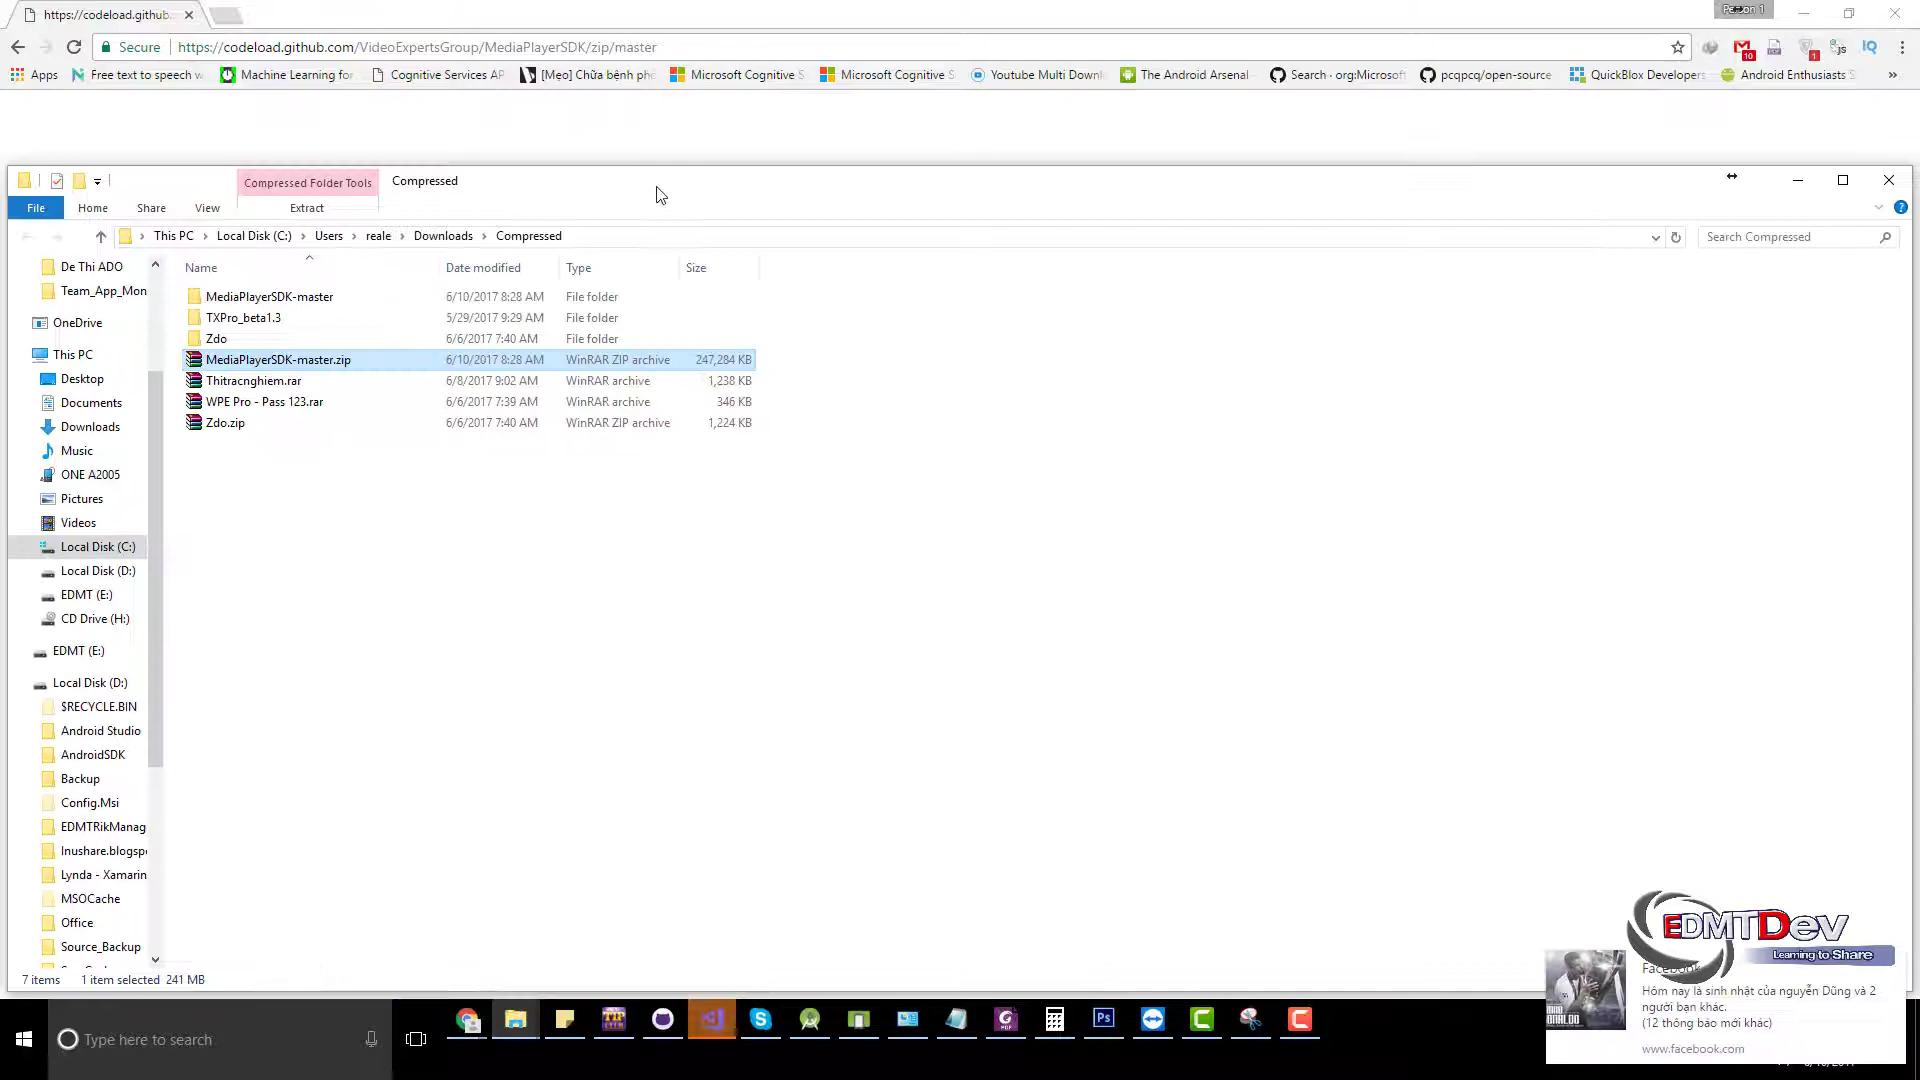 https://codeload.github.
Person 1
Secure
https://codeload.github.com/VideoExpertsGroup/MediaPlayerSDK/zip/master
10
1
js
IQ
Apps
Free text to speech w
Machine Learning for
Cognitive Services AP
[Mẹo] Chữa bệnh phé
Microsoft Cognitive S
Microsoft Cognitive S
Youtube Multi Downl
The Android Arsenal
Search · org:Microsof
pcqpcq/open-source
QuickBlox Developers
Android Enthusiasts S
»
Compressed Folder Tools
Compressed
File
Home
Share
View
Extract
This PC
Local Disk (C:)
Users
reale
Downloads
Compressed
Search Compressed
Name
Date modified
Type
Size
MediaPlayerSDK-master 6/10/2017 8:28 AM File folder
TXPro_beta1.3 5/29/2017 9:29 AM File folder
Zdo 6/6/2017 7:40 AM File folder
MediaPlayerSDK-master.zip 6/10/2017 8:28 AM WinRAR ZIP archive 247,284 KB
Thitracnghiem.rar 6/8/2017 9:02 AM WinRAR archive 1,238 KB
WPE Pro - Pass 123.rar 6/6/2017 7:39 AM WinRAR archive 346 KB
Zdo.zip 6/6/2017 7:40 AM WinRAR ZIP archive 1,224 KB
De Thi ADO
Team_App_Mon
OneDrive
This PC
Desktop
Documents
Downloads
Music
ONE A2005
Pictures
Videos
Local Disk (C:)
Local Disk (D:)
EDMT (E:)
CD Drive (H:)
EDMT (E:)
Local Disk (D:)
$RECYCLE.BIN
Android Studio
AndroidSDK
Backup
Config.Msi
EDMTRikManag
Inushare.blogspo
Lynda - Xamarin
MSOCache
Office
Source_Backup
7 items
1 item selected 241 MB
EDMTDev
Learning to Share
Facebook
Hôm nay là sinh nhật của nguyễn Dũng và 2
người bạn khác.
(12 thông báo mới khác)
www.facebook.com
Type here to search
Ps